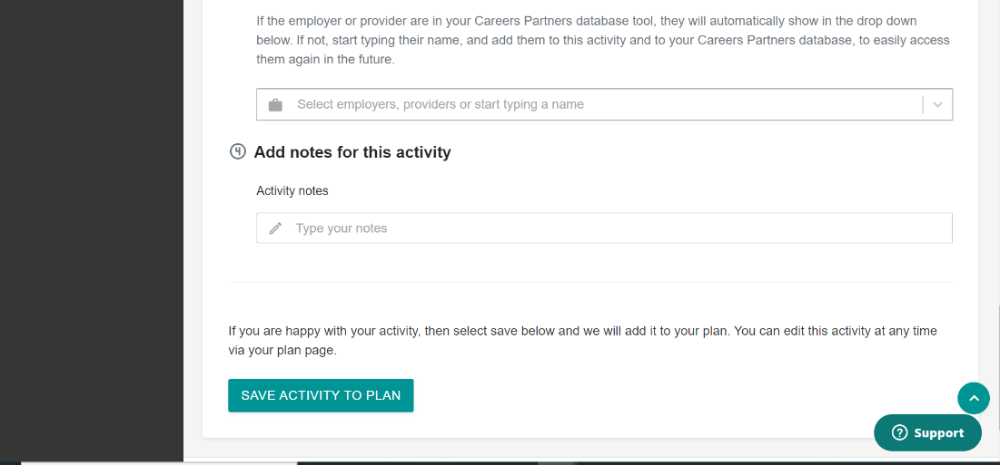 If the employer or provider are in your Careers Partners database tool, they will automatically show in the drop down
below. If not, start typing their name, and add them to this activity and to your Careers Partners database, to easily access
them again in the future.
Select employers, providers or start typing a name
4 Add notes for this activity
Activity notes
Type your notes
If you are happy with your activity, then select save below and we will add it to your plan. You can edit this activity at any time
via your plan page.
SAVE ACTIVITY TO PLAN
? Support